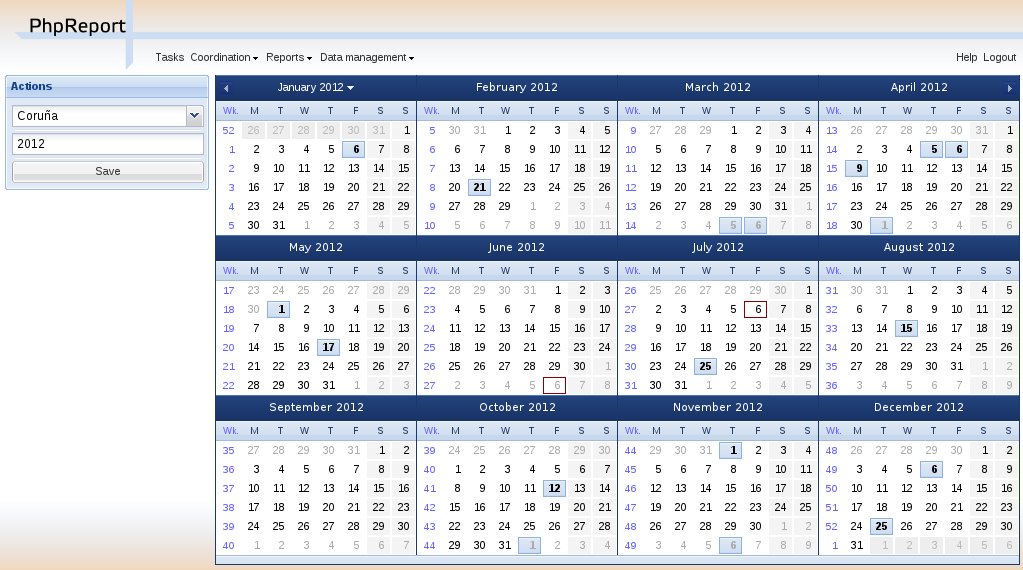 PhpReport
Tasks Coordination Reports Data management Help Logout
Actions
Coruña
2012
Save
January 2012 February 2012 March 2012 April 2012
Wk. M T W T F S S Wk. M T W T F S S Wk. M T W T F S S Wk. M T W T F S S
52 26 27 28 29 30 31 1 5 30 31 1 2 3 4 5 9 27 28 29 1 2 3 4 13 26 27 28 29 30 31 1
1 2 3 4 5 6 7 8 6 6 7 8 9 10 11 12 10 5 6 7 8 9 10 11 14 2 3 4 5 6 7 8
2 9 10 11 12 13 14 15 7 13 14 15 16 17 18 19 11 12 13 14 15 16 17 18 15 9 10 11 12 13 14 15
3 16 17 18 19 20 21 22 8 20 21 22 23 24 25 26 12 19 20 21 22 23 24 25 16 16 17 18 19 20 21 22
4 23 24 25 26 27 28 29 9 27 28 29 1 2 3 4 13 26 27 28 29 30 31 1 17 23 24 25 26 27 28 29
5 30 31 1 2 3 4 5 10 5 6 7 8 9 10 11 14 2 3 4 5 6 7 8 18 30 1 2 3 4 5 6
May 2012 June 2012 July 2012 August 2012
Wk. M T W T F S S Wk. M T W T F S S Wk. M T W T F S S Wk. M T W T F S S
17 23 24 25 26 27 28 29 22 28 29 30 31 1 2 3 26 25 26 27 28 29 30 1 31 30 31 1 2 3 4 5
18 30 1 2 3 4 5 6 23 4 5 6 7 8 9 10 27 2 3 4 5 6 7 8 32 6 7 8 9 10 11 12
19 7 8 9 10 11 12 13 24 11 12 13 14 15 16 17 28 9 10 11 12 13 14 15 33 13 14 15 16 17 18 19
20 14 15 16 17 18 19 20 25 18 19 20 21 22 23 24 29 16 17 18 19 20 21 22 34 20 21 22 23 24 25 26
21 21 22 23 24 25 26 27 26 25 26 27 28 29 30 1 30 23 24 25 26 27 28 29 35 27 28 29 30 31 1 2
22 28 29 30 31 1 2 3 27 2 3 4 5 6 7 8 31 30 31 1 2 3 4 5 36 3 4 5 6 7 8 9
September 2012 October 2012 November 2012 December 2012
Wk. M T W T F S S Wk. M T W T F S S Wk. M T W T F S S Wk. M T W T F S S
35 27 28 29 30 31 1 2 39 24 25 26 27 28 29 30 44 29 30 31 1 2 3 4 48 26 27 28 29 30 1 2
36 3 4 5 6 7 8 9 40 1 2 3 4 5 6 7 45 5 6 7 8 9 10 11 49 3 4 5 6 7 8 9
37 10 11 12 13 14 15 16 41 8 9 10 11 12 13 14 46 12 13 14 15 16 17 18 50 10 11 12 13 14 15 16
38 17 18 19 20 21 22 23 42 15 16 17 18 19 20 21 47 19 20 21 22 23 24 25 51 17 18 19 20 21 22 23
39 24 25 26 27 28 29 30 43 22 23 24 25 26 27 28 48 26 27 28 29 30 1 2 52 24 25 26 27 28 29 30
40 1 2 3 4 5 6 7 44 29 30 31 1 2 3 4 49 3 4 5 6 7 8 9 1 31 1 2 3 4 5 6